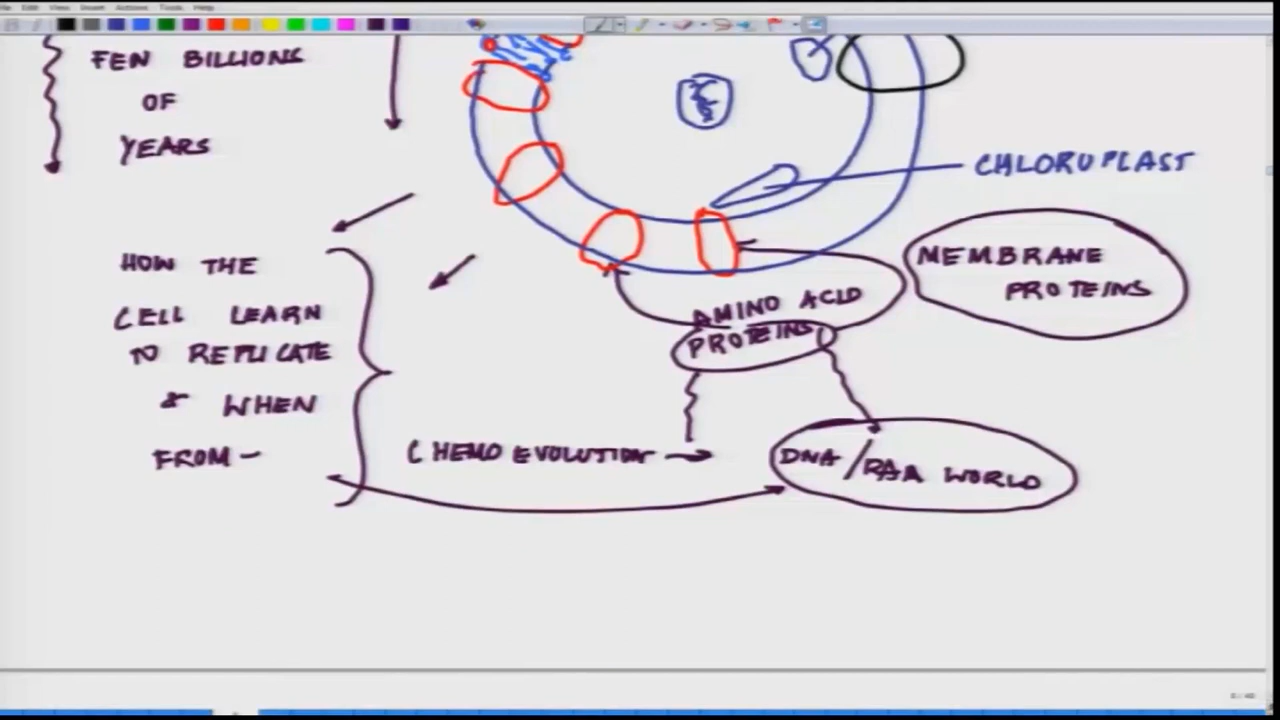 FEN BILLIONS
OF
YEARS
CHLOROPLAST
HOW THE
CELL LEARN
TO REPLICATE
& WHEN
FROM-
MEMBRANE
PROTEINS
AMINO ACID
PROTEINS
CHEMO EVOLUTION
DNA/RNA WORLD